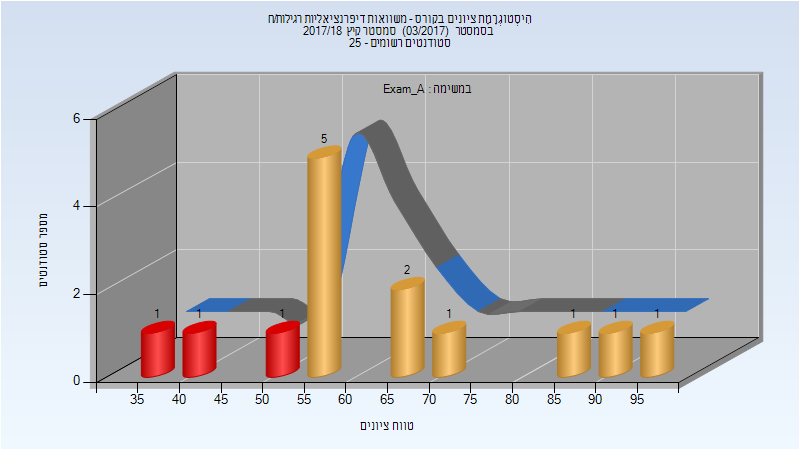 היסטוגרמת ציונים בקורס - משוואות דיפרנציאליות רגילות/ח
בסמסטר (03/2017) סמסטר קיץ 2017/18
סטודנטים רשומים - 25
במשימה : Exam_A
מספר סטודנטים
6
4
2
0
1
1
1
5
2
1
1
1
1
35 40 45 50 55 60 65 70 75 80 85 90 95
טווח ציונים